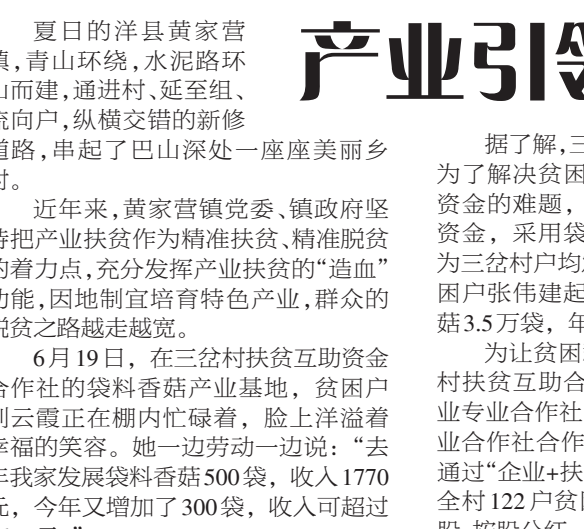 产业引
夏日的洋县黄家营
镇,青山环绕,水泥路环
山而建,通进村、延至组、
流向户,纵横交错的新修
道路,串起了巴山深处一座座美丽乡
村。
近年来,黄家营镇党委、镇政府坚
持把产业扶贫作为精准扶贫、精准脱贫
的着力点,充分发挥产业扶贫的“造血”
功能,因地制宜培育特色产业,群众的
脱贫之路越走越宽。
6月19日，在三岔村扶贫互助资金
合作社的袋料香菇产业基地，贫困户
刘云霞正在棚内忙碌着，脸上洋溢着
幸福的笑容。她一边劳动一边说：“去
年我家发展袋料香菇500袋，收入1770
元，今年又增加了300袋，收入可超过
据了解,三
为了解决贫困
资金的难题，
资金，采用袋
为三岔村户均
困户张伟建起
菇3.5万袋，年
为让贫困
村扶贫互助合
业专业合作社
业合作社合作
通过“企业+扶
全村122户贫